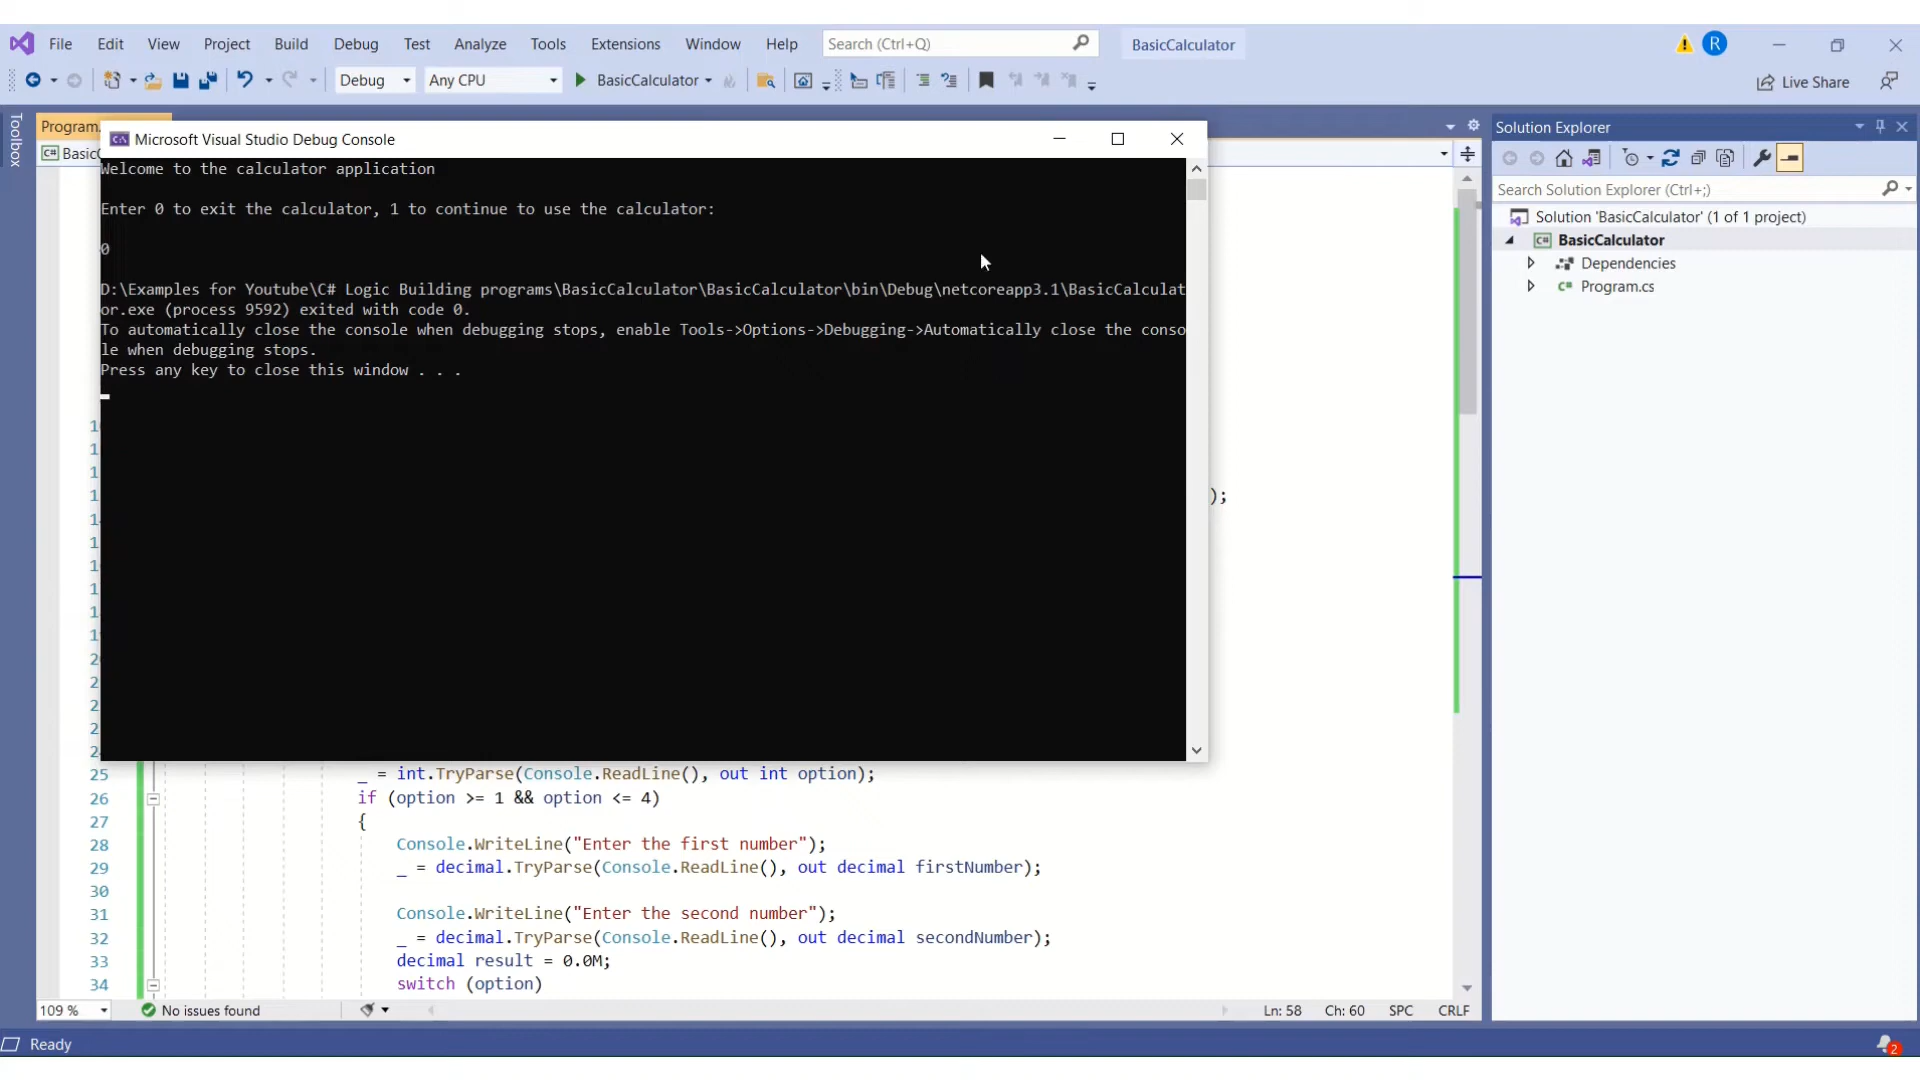 File Edit View Project Build Debug Test Analyze Tools Extensions Window Help Search (Ctrl+Q) BasicCalculator R
Debug Any CPU BasicCalculator Live Share
Toolbox
Program.
Microsoft Visual Studio Debug Console
C# BasicC
Welcome to the calculator application
Enter 0 to exit the calculator, 1 to continue to use the calculator:
0
D:\Examples for Youtube\C# Logic Building programs\BasicCalculator\BasicCalculator\bin\Debug\netcoreapp3.1\BasicCalculat
or.exe (process 9592) exited with code 0.
To automatically close the console when debugging stops, enable Tools->Options->Debugging->Automatically close the conso
le when debugging stops.
Press any key to close this window . . .
);
25 _ = int.TryParse(Console.ReadLine(), out int option);
26 if (option >= 1 && option <= 4)
27 {
28 Console.WriteLine("Enter the first number");
29 _ = decimal.TryParse(Console.ReadLine(), out decimal firstNumber);
30
31 Console.WriteLine("Enter the second number");
32 _ = decimal.TryParse(Console.ReadLine(), out decimal secondNumber);
33 decimal result = 0.0M;
34 switch (option)
109 % No issues found Ln: 58 Ch: 60 SPC CRLF
Ready 2
Solution Explorer
Search Solution Explorer (Ctrl+;)
Solution 'BasicCalculator' (1 of 1 project)
C# BasicCalculator
Dependencies
C# Program.cs